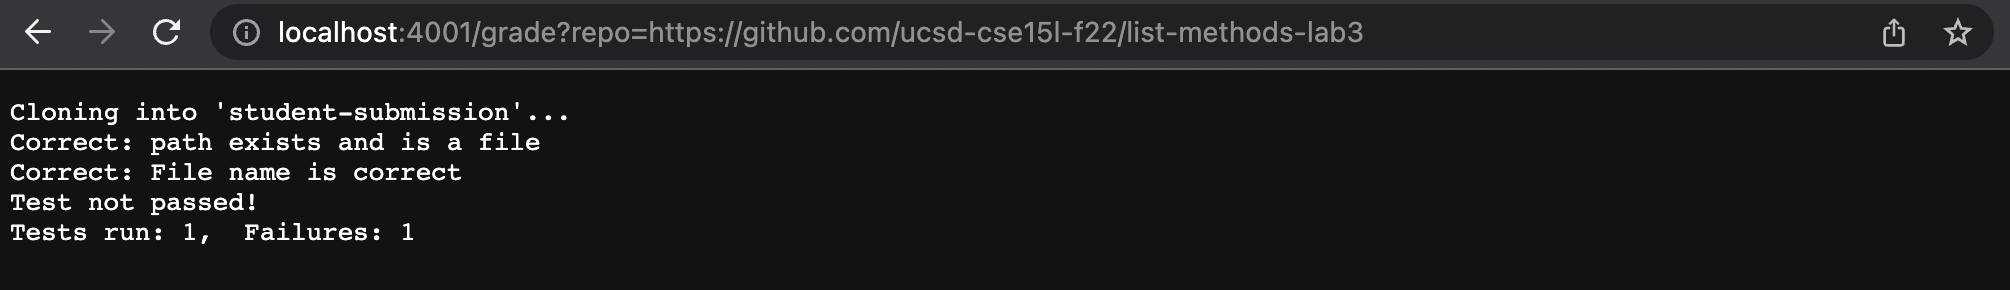 localhost:4001/grade?repo=https://github.com/ucsd-cse15l-f22/list-methods-lab3
Cloning into 'student-submission'...
Correct: path exists and is a file
Correct: File name is correct
Test not passed!
Tests run: 1,  Failures: 1